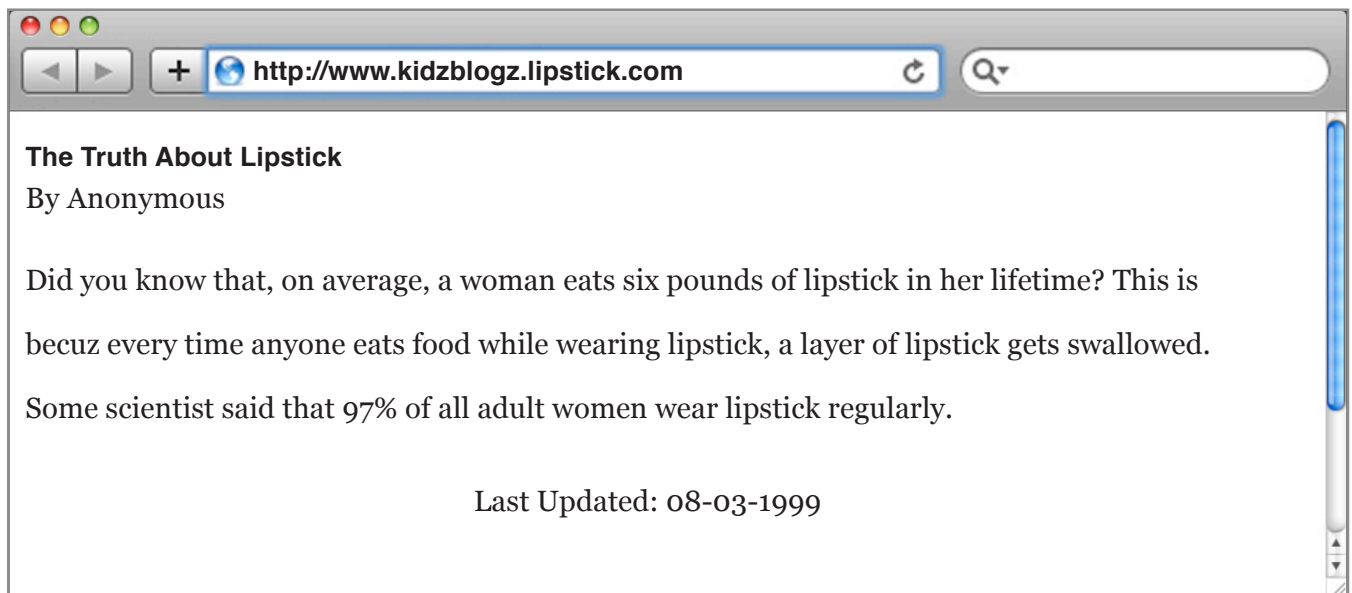 http://www.kidzblogz.lipstick.com
The Truth About Lipstick
By Anonymous
Did you know that, on average, a woman eats six pounds of lipstick in her lifetime? This is
becuz every time anyone eats food while wearing lipstick, a layer of lipstick gets swallowed.
Some scientist said that 97% of all adult women wear lipstick regularly.
Last Updated: 08-03-1999